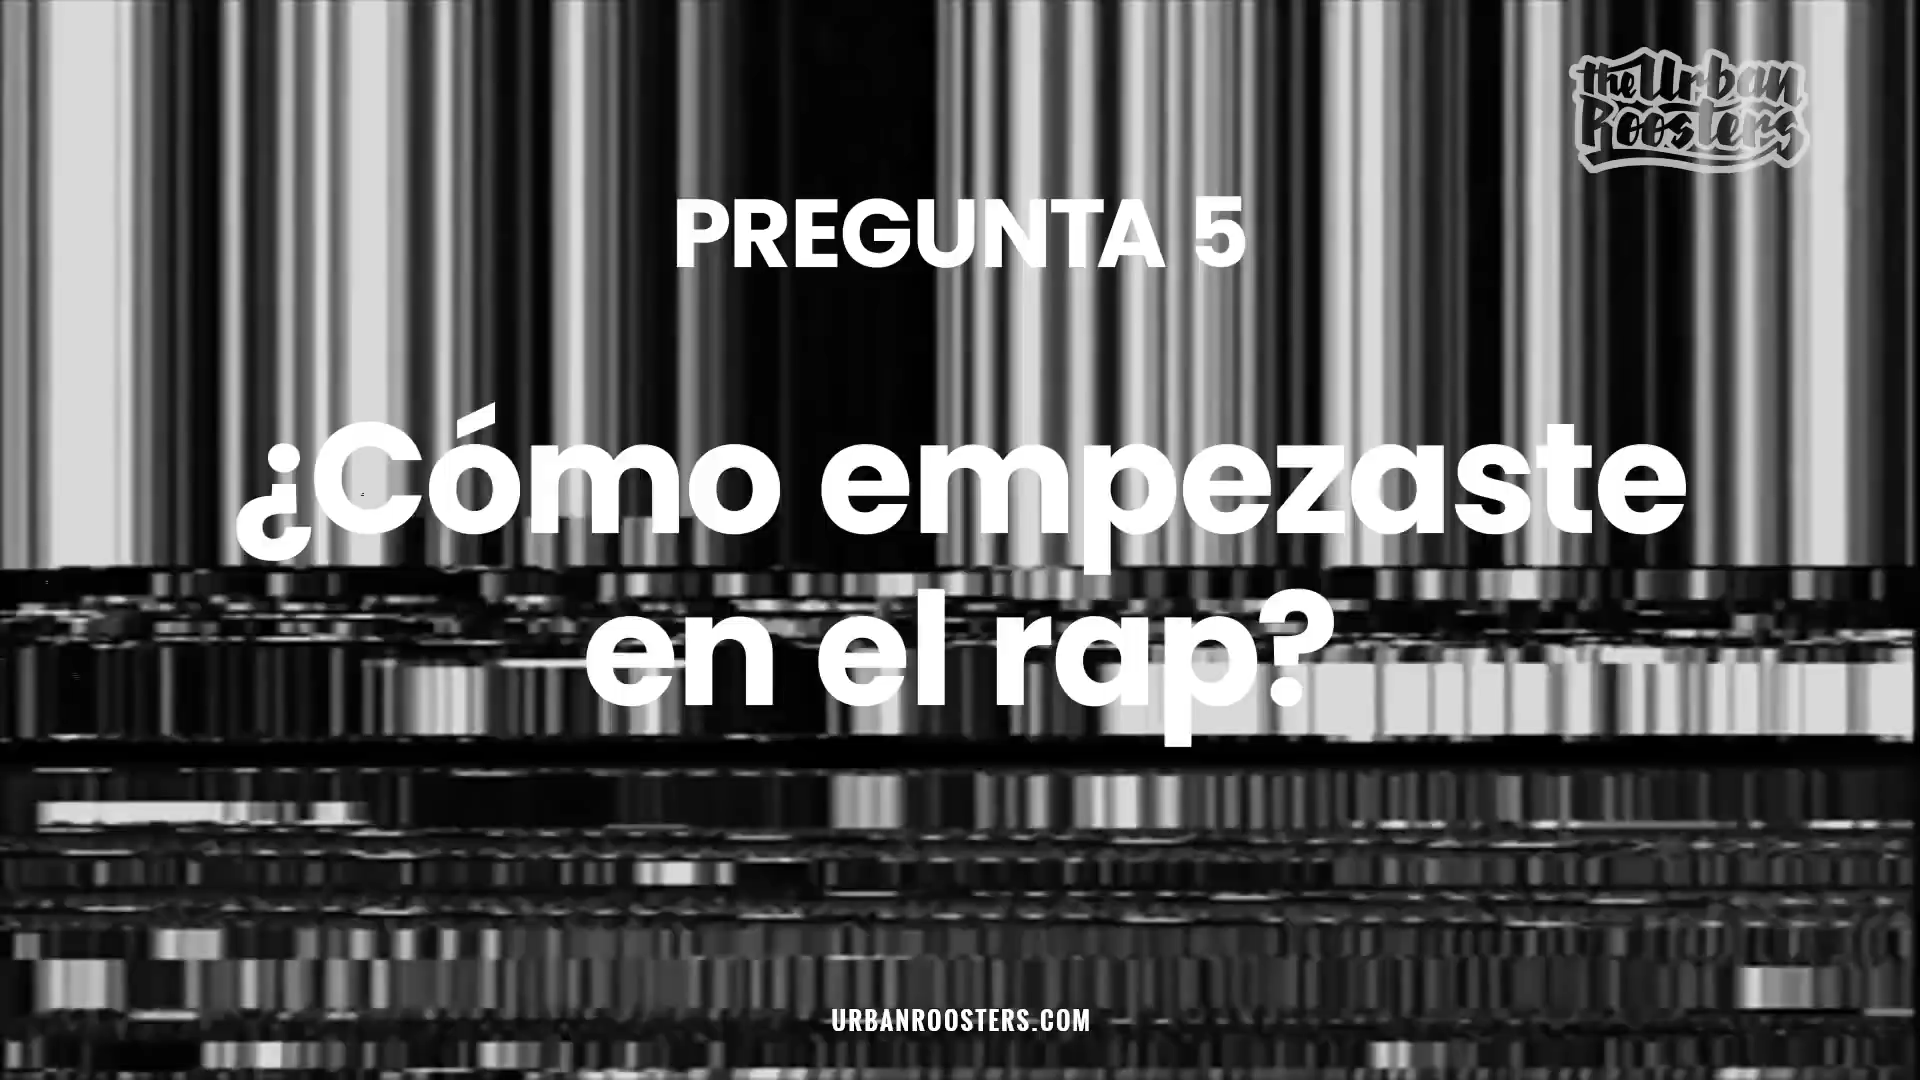 the Urban
Roosters
PREGUNTA 5
¿Cómo empezaste
en el rap?
URBANROOSTERS.COM